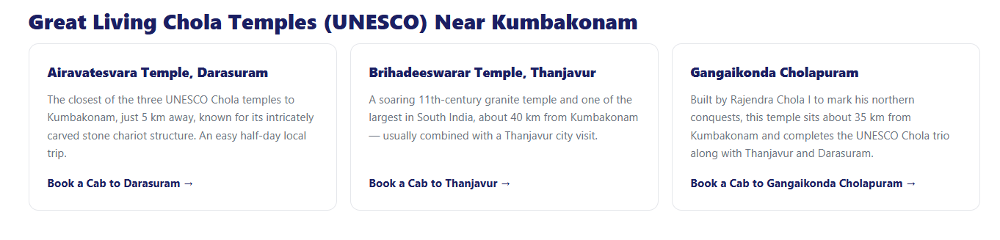 Great Living Chola Temples (UNESCO) Near Kumbakonam
Airavatesvara Temple, Darasuram
The closest of the three UNESCO Chola temples to
Kumbakonam, just 5 km away, known for its intricately
carved stone chariot structure. An easy half-day local
trip.
Book a Cab to Darasuram →
Brihadeeswarar Temple, Thanjavur
A soaring 11th-century granite temple and one of the
largest in South India, about 40 km from Kumbakonam
— usually combined with a Thanjavur city visit.
Book a Cab to Thanjavur →
Gangaikonda Cholapuram
Built by Rajendra Chola I to mark his northern
conquests, this temple sits about 35 km from
Kumbakonam and completes the UNESCO Chola trio
along with Thanjavur and Darasuram.
Book a Cab to Gangaikonda Cholapuram →